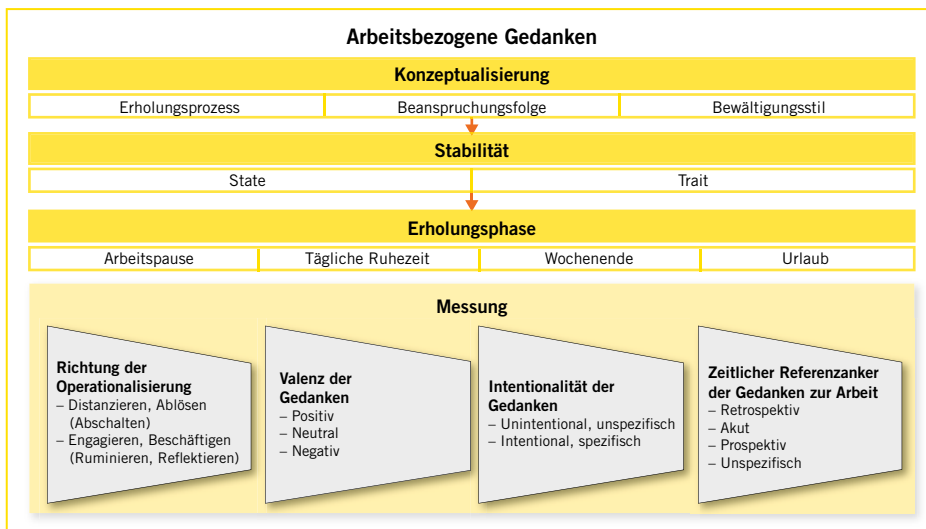 Arbeitsbezogene Gedanken
Konzeptualisierung
Erholungsprozess
Beanspruchungsfolge
Bewältigungsstil
Stabilität
State
Trait
Erholungsphase
Arbeitspause
Tägliche Ruhezeit
Wochenende
Urlaub
Messung
Richtung der
Operationalisierung
– Distanzieren, Ablösen
(Abschalten)
– Engagieren, Beschäftigen
(Ruminieren, Reflektieren)
Valenz der
Gedanken
– Positiv
– Neutral
– Negativ
Intentionalität der
Gedanken
– Unintentional, unspezifisch
– Intentional, spezifisch
Zeitlicher Referenzanker
der Gedanken zur Arbeit
– Retrospektiv
– Akut
– Prospektiv
– Unspezifisch